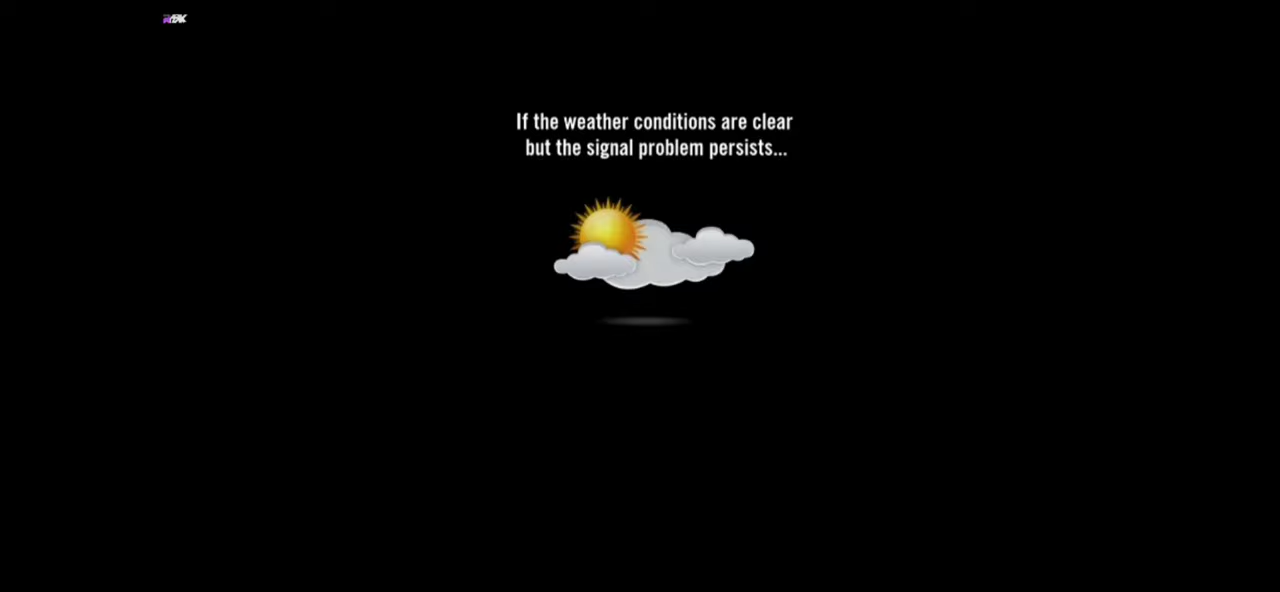 If the weather conditions are clear
but the signal problem persists...